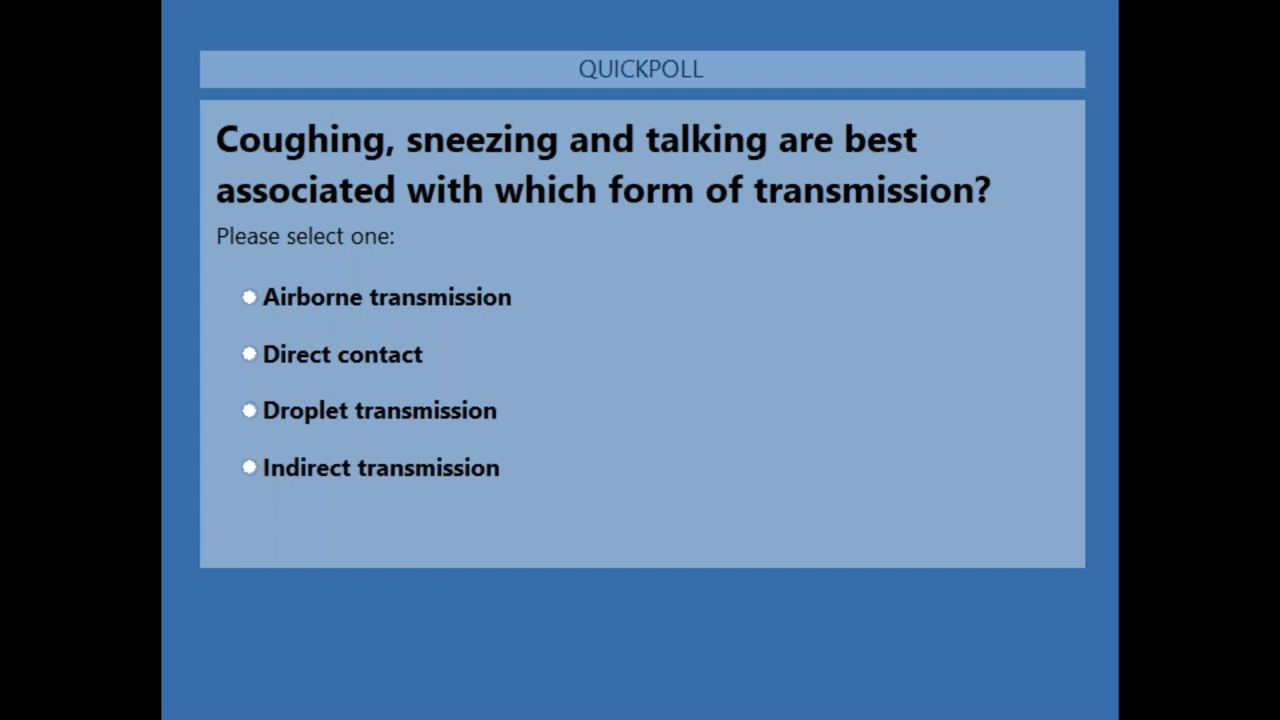 QUICKPOLL
Coughing, sneezing and talking are best
associated with which form of transmission?
Please select one:
Airborne transmission
Direct contact
Droplet transmission
Indirect transmission